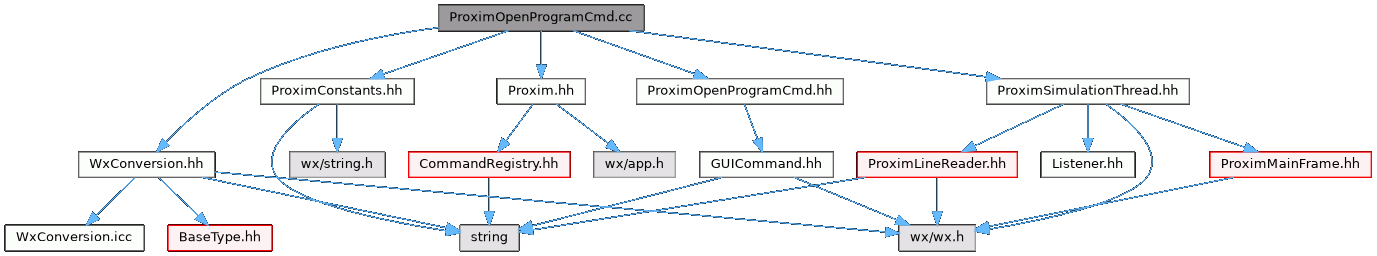 ProximOpenProgramCmd.cc
ProximConstants.hh
Proxim.hh
ProximOpenProgramCmd.hh
ProximSimulationThread.hh
WxConversion.hh
wx/string.h
CommandRegistry.hh
wx/app.h
GUICommand.hh
ProximLineReader.hh
Listener.hh
ProximMainFrame.hh
WxConversion.icc
BaseType.hh
string
wx/wx.h